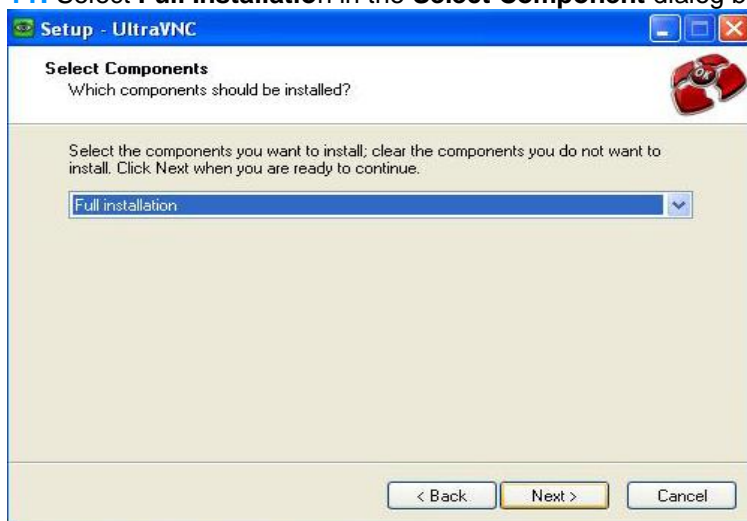 Select Full Installation in the Select Component dialog b
Setup - UltraVNC
Select Components
Which components should be installed?
OK
Select the components you want to install; clear the components you do not want to
install. Click Next when you are ready to continue.
Full installation
< Back Next > Cancel